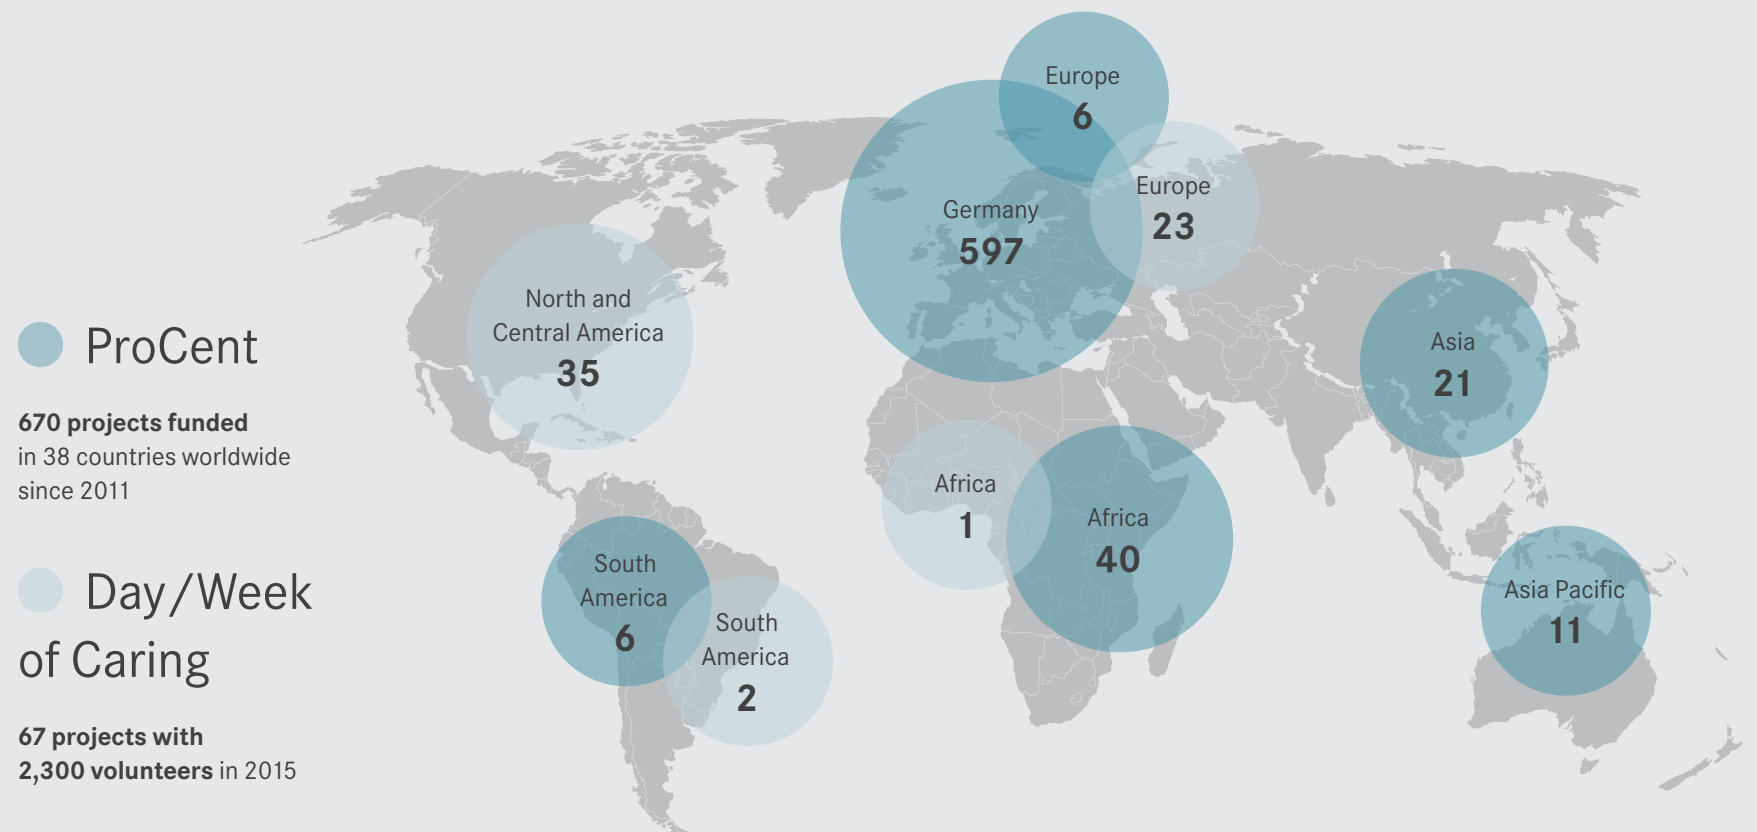 ProCent
670 projects funded
in 38 countries worldwide
since 2011
Day/Week
of Caring
67 projects with
2,300 volunteers in 2015
North and
Central America
35
South
America
6
South
America
2
Europe
6
Germany
597
Europe
23
Africa
1
Africa
40
Asia
21
Asia Pacific
11